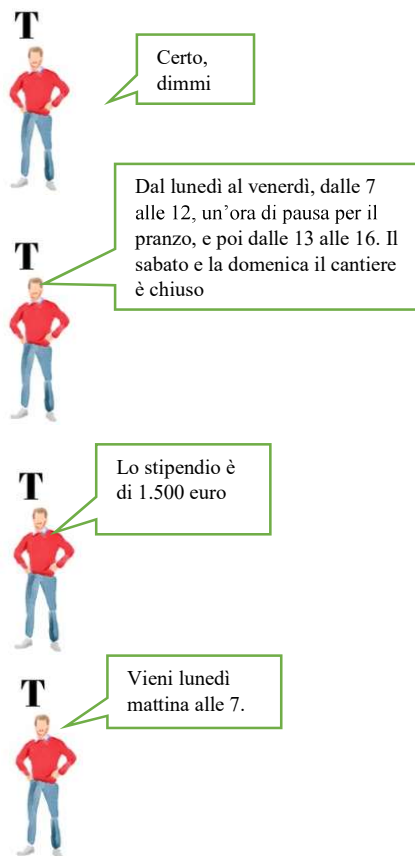 T
Certo,
dimmi
T
Dal lunedì al venerdì, dalle 7
alle 12, un'ora di pausa per il
pranzo, e poi dalle 13 alle 16. Il
sabato e la domenica il cantiere
è chiuso
T
Lo stipendio è
di 1.500 euro
T
Vieni lunedì
mattina alle 7.